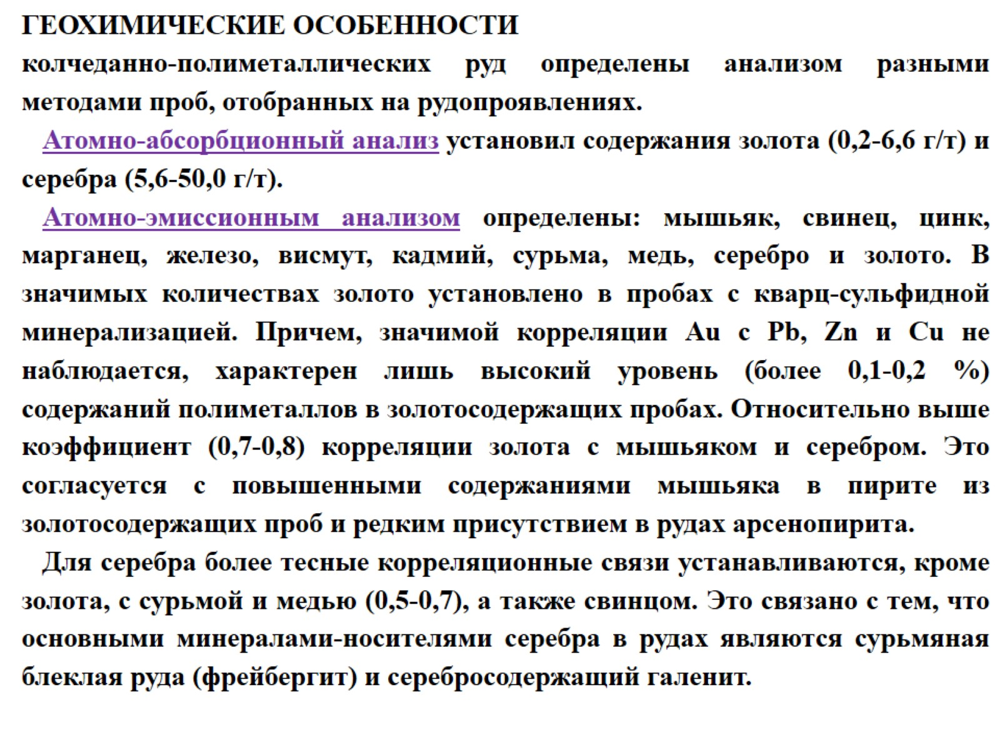 ГЕОХИМИЧЕСКИЕ ОСОБЕННОСТИ
колчеданно-полиметаллических руд определены анализом разными
методами проб, отобранных на рудопроявлениях.
Атомно-абсорбционный анализ установил содержания золота (0,2-6,6 г/т) и
серебра (5,6-50,0 г/т).
Атомно-эмиссионным анализом определены: мышьяк, свинец, цинк,
марганец, железо, висмут, кадмий, сурьма, медь, серебро и золото. В
значимых количествах золото установлено в пробах с кварц-сульфидной
минерализацией. Причем, значимой корреляции Au с Pb, Zn и Cu не
наблюдается, характерен лишь высокий уровень (более 0,1-0,2 %)
содержаний полиметаллов в золотосодержащих пробах. Относительно выше
коэффициент (0,7-0,8) корреляции золота с мышьяком и серебром. Это
согласуется с повышенными содержаниями мышьяка в пирите из
золотосодержащих проб и редким присутствием в рудах арсенопирита.
Для серебра более тесные корреляционные связи устанавливаются, кроме
золота, с сурьмой и медью (0,5-0,7), а также свинцом. Это связано с тем, что
основными минералами-носителями серебра в рудах являются сурьмяная
блеклая руда (фрейбергит) и серебросодержащий галенит.